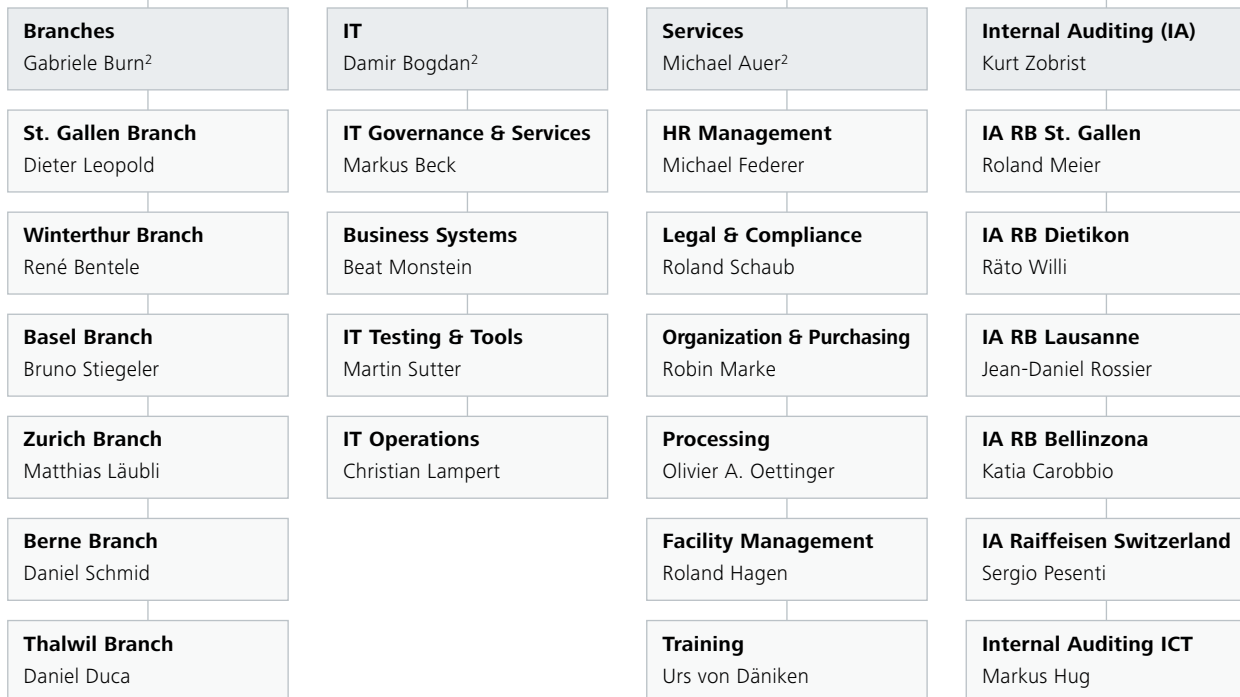 Branches
Gabriele Burn²
St. Gallen Branch
Dieter Leopold
Winterthur Branch
René Bentele
Basel Branch
Bruno Stiegeler
Zurich Branch
Matthias Läubli
Berne Branch
Daniel Schmid
Thalwil Branch
Daniel Duca
IT
Damir Bogdan²
IT Governance & Services
Markus Beck
Business Systems
Beat Monstein
IT Testing & Tools
Martin Sutter
IT Operations
Christian Lampert
Services
Michael Auer²
HR Management
Michael Federer
Legal & Compliance
Roland Schaub
Organization & Purchasing
Robin Marke
Processing
Olivier A. Oettinger
Facility Management
Roland Hagen
Training
Urs von Däniken
Internal Auditing (IA)
Kurt Zobrist
IA RB St. Gallen
Roland Meier
IA RB Dietikon
Räto Willi
IA RB Lausanne
Jean-Daniel Rossier
IA RB Bellinzona
Katia Carobbio
IA Raiffeisen Switzerland
Sergio Pesenti
Internal Auditing ICT
Markus Hug